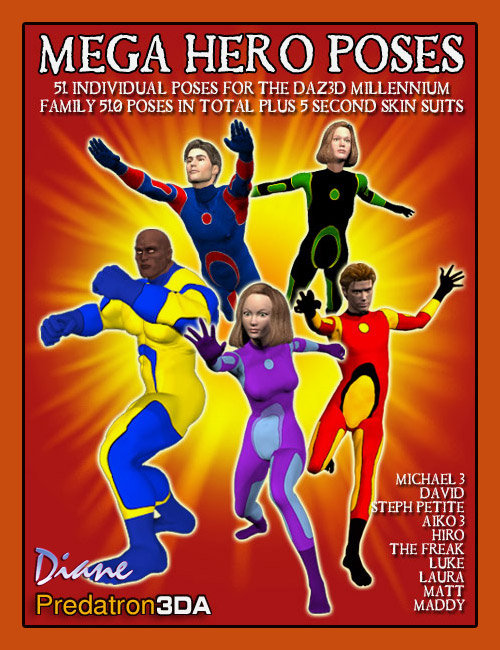 MEGA HERO POSES
51 INDIVIDUAL POSES FOR THE DAZ3D MILLENNIUM
FAMILY 510 POSES IN TOTAL PLUS 5 SECOND SKIN SUITS
MICHAEL 3
DAVID
STEPH PETITE
AIKO 3
HIRO
THE FREAK
LUKE
LAURA
MATT
MADDY
Diane
Predatron3DA